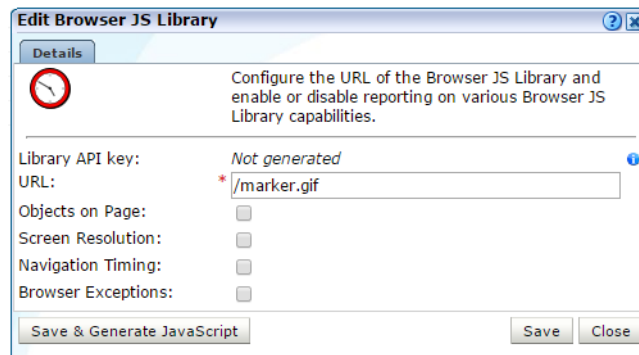 Edit Browser JS Library
Details
Configure the URL of the Browser JS Library and
enable or disable reporting on various Browser JS
Library capabilities.
Library API key: Not generated
URL: * /marker.gif
Objects on Page:
Screen Resolution:
Navigation Timing:
Browser Exceptions:
Save & Generate JavaScript Save Close